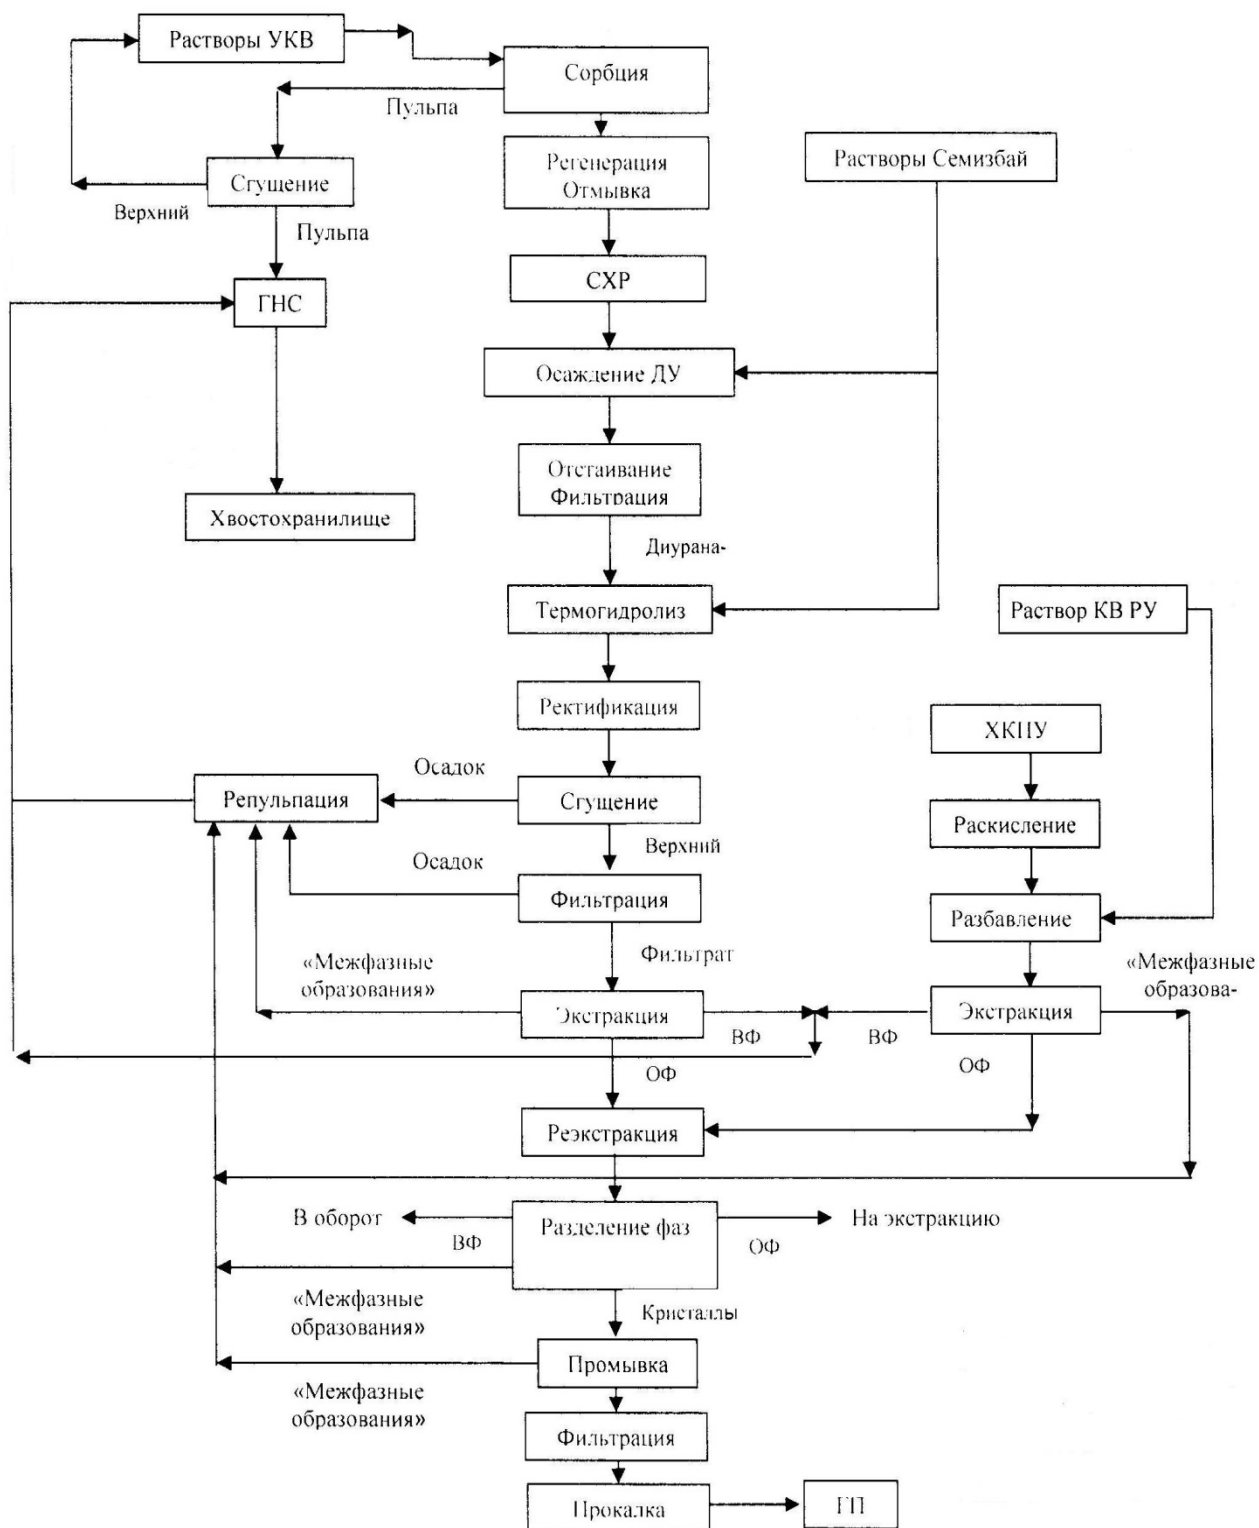 Растворы УКВ
Сорбция
Пульпа
Регенерация
Отмывка
Растворы Семизбай
Сгущение
Верхний
Пульпа
СХР
ГНС
Осаждение ДУ
Отстаивание
Фильтрация
Хвостохранилище
Диурана-
Термогидролиз
Раствор КВ РУ
Ректификация
ХКПУ
Осадок
Репульпация
Сгущение
Раскисление
Верхний
Осадок
Фильтрация
Разбавление
Фильтрат
«Межфазные
образования»
«Межфазные
образова-
Экстракция
Экстракция
ВФ
ВФ
ОФ
ОФ
Реэкстракция
В оборот
Разделение фаз
На экстракцию
ВФ
ОФ
«Межфазные
образования»
Кристаллы
Промывка
«Межфазные
образования»
Фильтрация
Прокалка
ГП